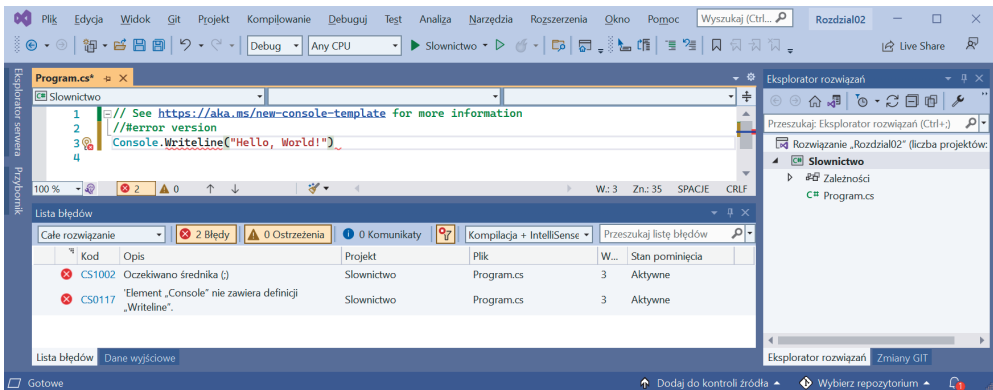 Plik Edycja Widok Git Projekt Kompilowanie Debuguj Test Analiza Narzędzia Rozszerzenia Okno Pomoc Wyszukaj (Ctrl... Rozdzial02
Debug Any CPU Slownictwo Live Share
Eksplorator serwera
Przybornik
Program.cs*
Slownictwo
1 // See https://aka.ms/new-console-template for more information
2 //#error version
3 Console.Writeline("Hello, World!")
4
100 % 2 0 W.: 3 Zn.: 35 SPACJE CRLF
Lista błędów
Całe rozwiązanie 2 Błędy 0 Ostrzeżenia 0 Komunikaty Kompilacja + IntelliSense Przeszukaj listę błędów
Kod Opis Projekt Plik W... Stan pominięcia
CS1002 Oczekiwano średnika (;) Slownictwo Program.cs 3 Aktywne
CS0117 'Element „Console” nie zawiera definicji „Writeline”. Slownictwo Program.cs 3 Aktywne
Lista błędów Dane wyjściowe
Eksplorator rozwiązań
Przeszukaj: Eksplorator rozwiązań (Ctrl+;)
Rozwiązanie „Rozdzial02” (liczba projektów:
C# Slownictwo
Zależności
C# Program.cs
Eksplorator rozwiązań Zmiany GIT
Gotowe Dodaj do kontroli źródła Wybierz repozytorium 1